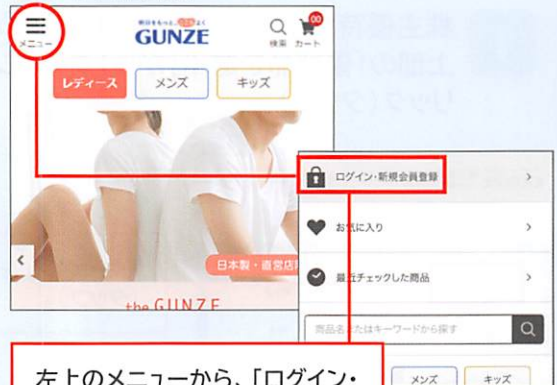 明日をもっと、ここちよく
GUNZE
メニュー
検索
カート
00
レディース
メンズ
キッズ
日本製・直営店
the GUNZE
ログイン・新規会員登録
お気に入り
最近チェックした商品
商品名またはキーワードから探す
メンズ
キッズ
左上のメニューから、「ログイン・